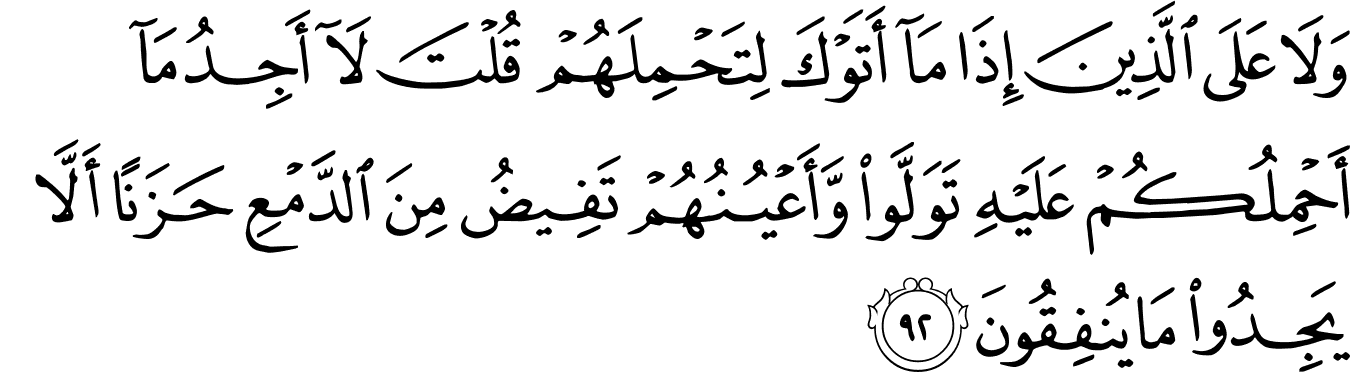 وَلَا عَلَى ٱلَّذِينَ إِذَا مَآ أَتَوْكَ لِتَحْمِلَهُمْ قُلْتَ لَآ أَجِدُ مَآ
أَحْمِلُكُمْ عَلَيْهِ تَوَلَّوا۟ وَّأَعْيُنُهُمْ تَفِيضُ مِنَ ٱلدَّمْعِ حَزَنًا أَلَّا
يَجِدُوا۟ مَا يُنفِقُونَ ٩٢